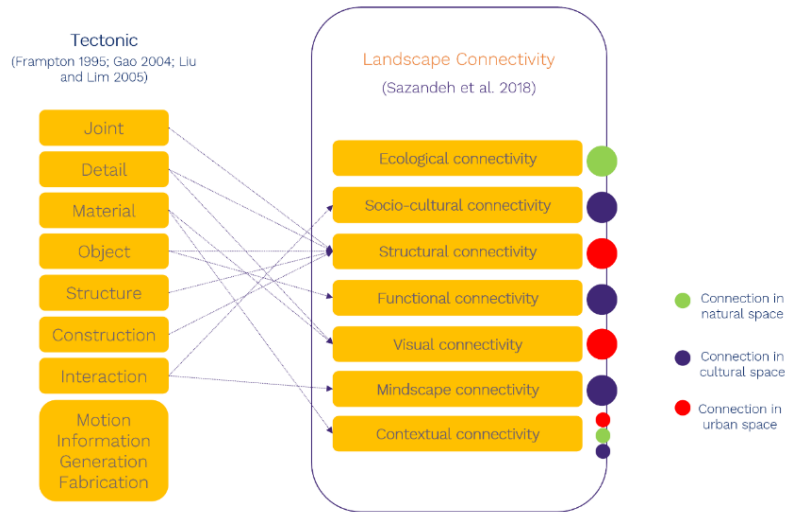 Tectonic
(Frampton 1995; Gao 2004; Liu
and Lim 2005)
Joint
Detail
Material
Object
Structure
Construction
Interaction
Motion
Information
Generation
Fabrication
Landscape Connectivity
(Sazandeh et al. 2018)
Ecological connectivity
Socio-cultural connectivity
Structural connectivity
Functional connectivity
Visual connectivity
Mindscape connectivity
Contextual connectivity
Connection in
natural space
Connection in
cultural space
Connection in
urban space